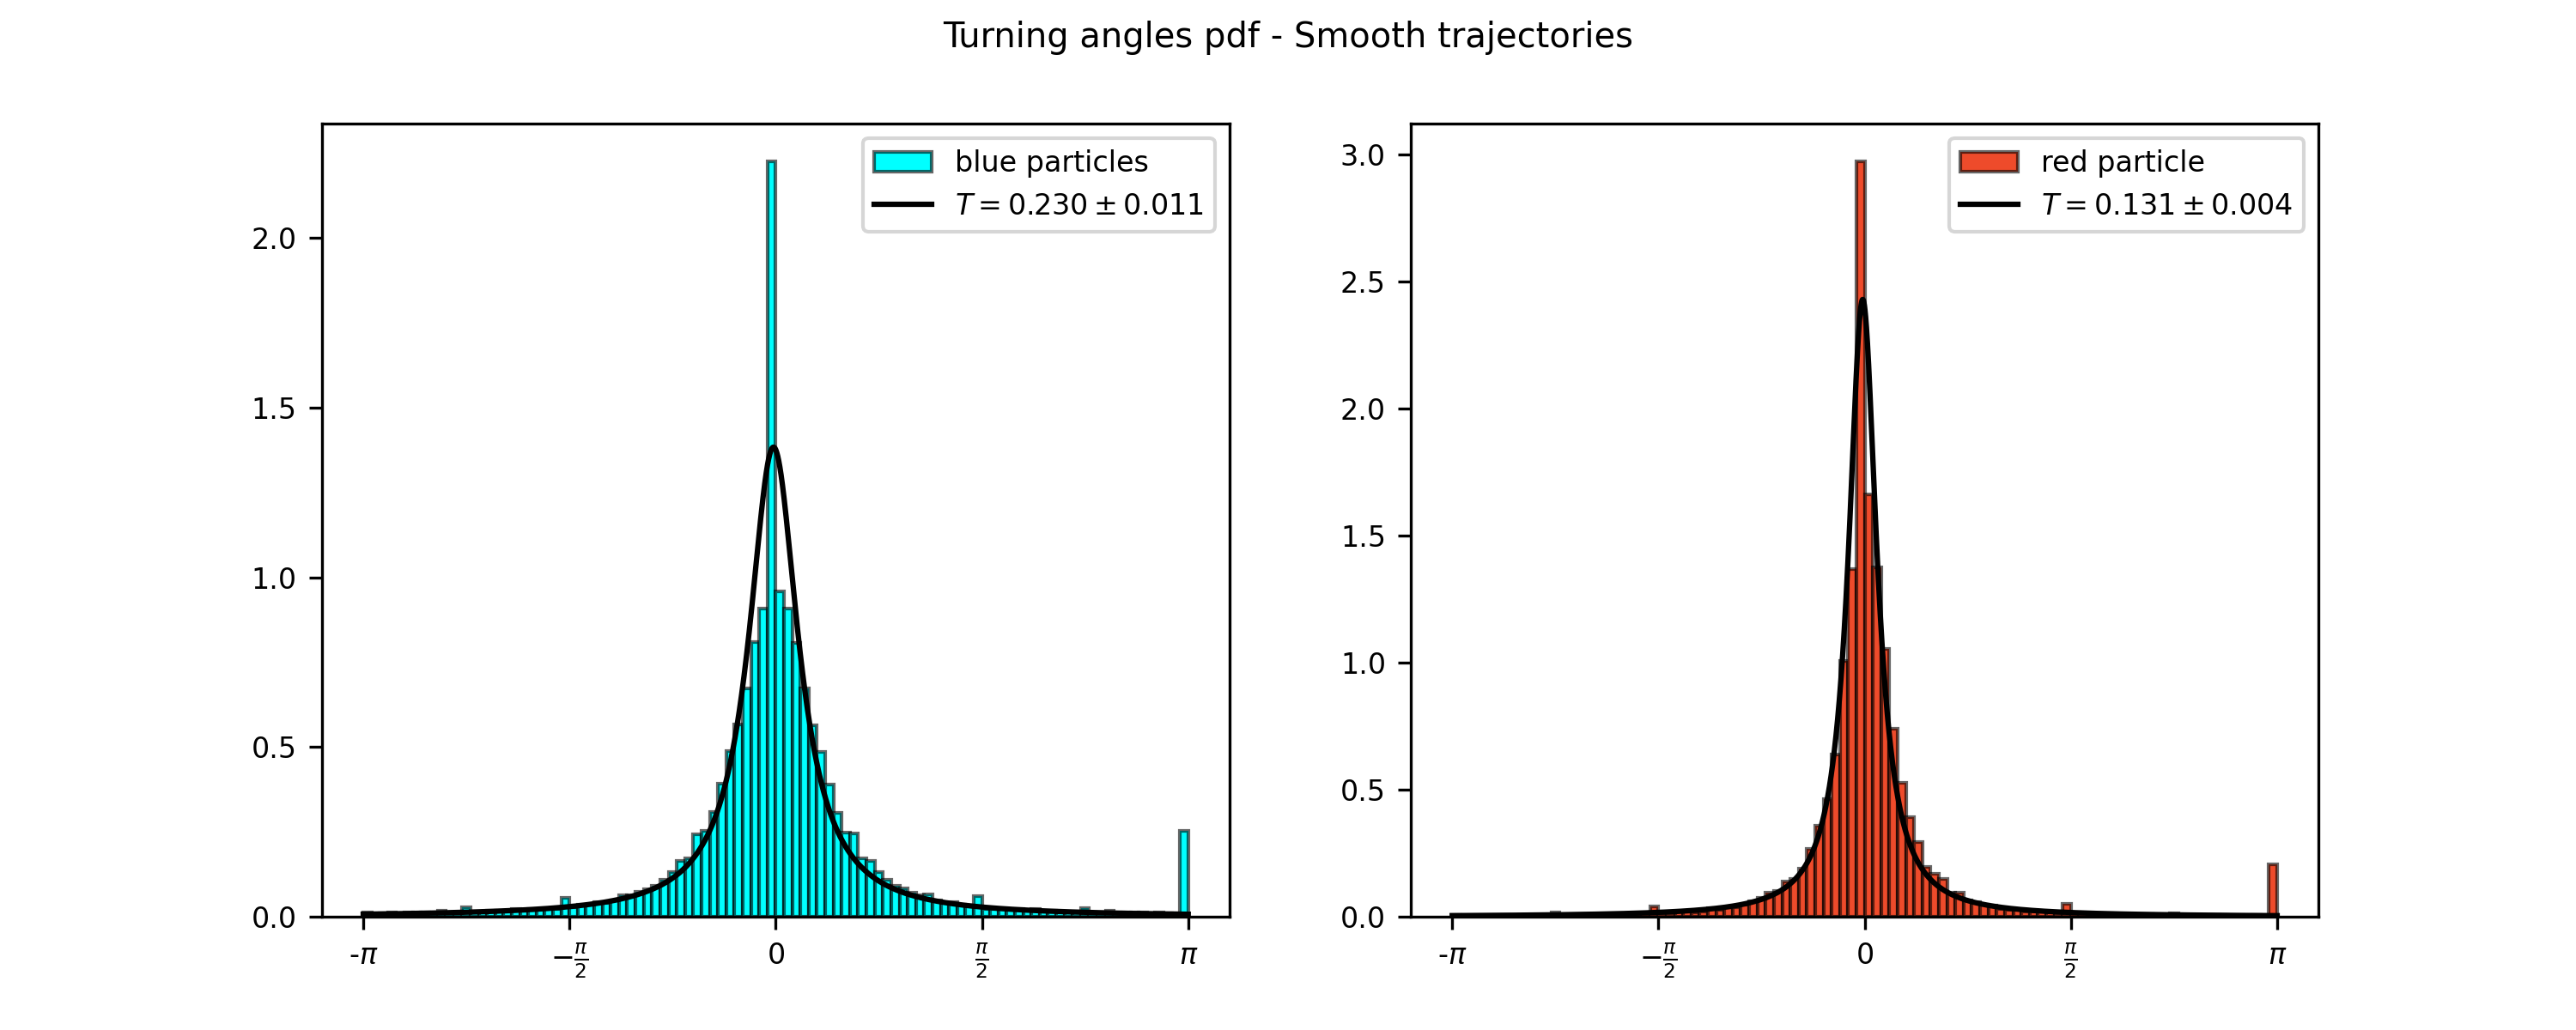 Turning angles pdf - Smooth trajectories
blue particles
T = 0.230 ± 0.011
2.0
1.5
1.0
0.5
0.0
-π
−π/2
0
π/2
π
red particle
T = 0.131 ± 0.004
3.0
2.5
2.0
1.5
1.0
0.5
0.0
-π
−π/2
0
π/2
π